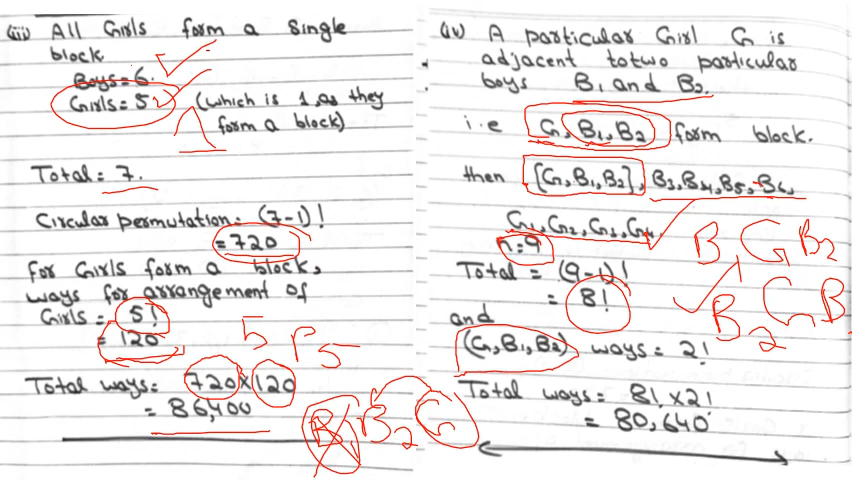 (iii) All Girls form a Single
block.
Boys = 6.
Girls = 5 (which is 1, as they
form a block)
Total = 7.
Circular permutation = (7-1)!
= 720
for Girls form a block,
ways for arrangement of
Girls = 5!
= 120
5 P 5
Total ways = 720 x 120
= 86,400
B1 B2 G
(iv) A particular Girl G is
adjacent to two particular
boys B1 and B2.
i.e G, B1, B2 form block.
then {G, B1, B2}, B3, B4, B5, B6,
G1, G2, G3, G4
n = 9
B1 G B2
Total = (9-1)!
= 8!
B2 G B
and
(G, B1, B2) ways = 2!
Total ways = 8! x 2!
= 80,640